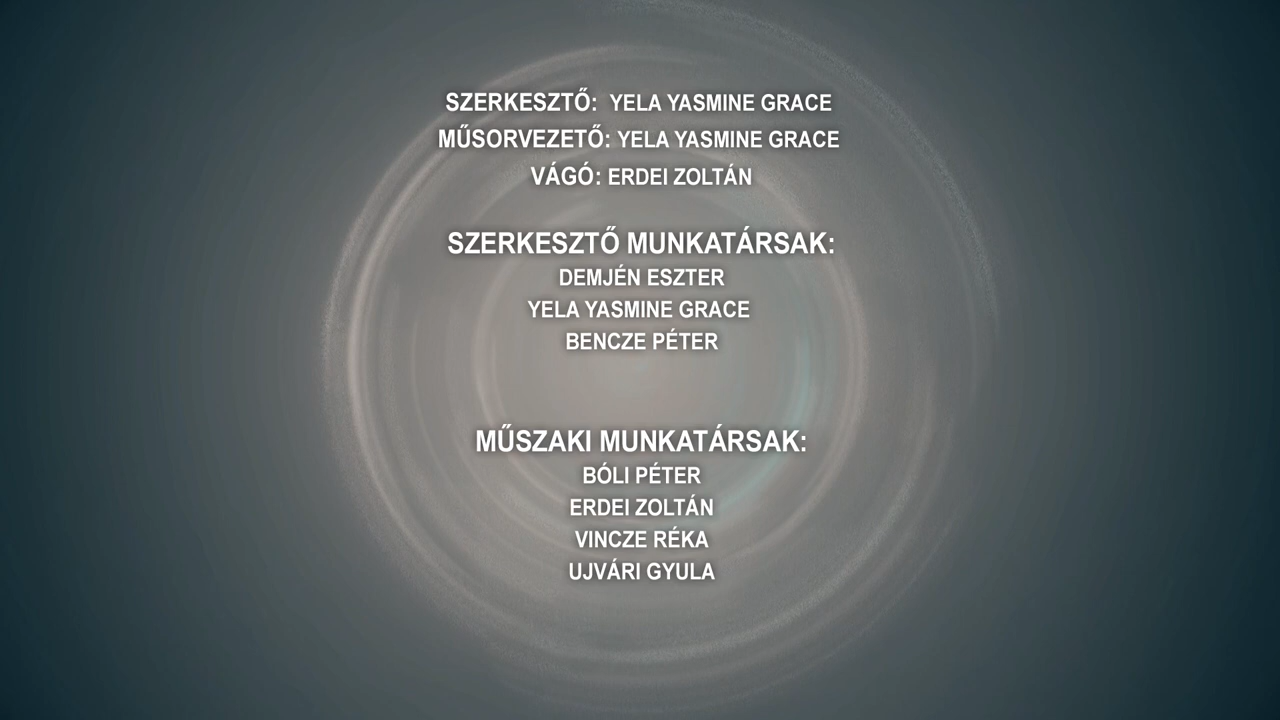 SZERKESZTŐ: YELA YASMINE GRACE
MŰSORVEZETŐ: YELA YASMINE GRACE
VÁGÓ: ERDEI ZOLTÁN
SZERKESZTŐ MUNKATÁRSAK:
DEMJÉN ESZTER
YELA YASMINE GRACE
BENCZE PÉTER
MŰSZAKI MUNKATÁRSAK:
BÓLI PÉTER
ERDEI ZOLTÁN
VINCZE RÉKA
UJVÁRI GYULA